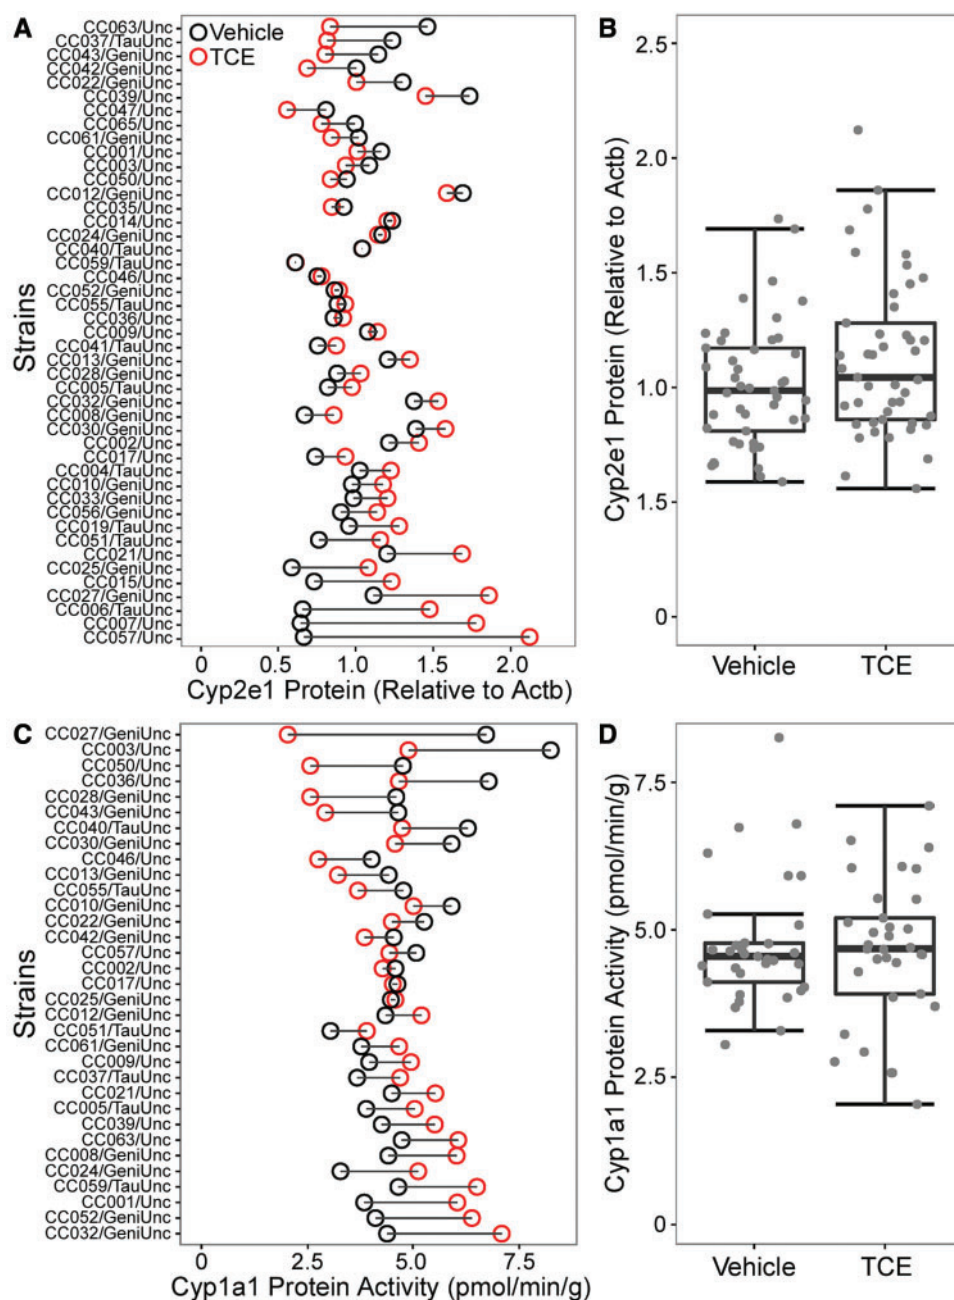 A
Vehicle
TCE
Strains
CC063/Unc
CC037/TauUnc
CC043/GeniUnc
CC042/GeniUnc
CC022/GeniUnc
CC039/Unc
CC047/Unc
CC065/Unc
CC061/GeniUnc
CC001/Unc
CC003/Unc
CC050/Unc
CC012/GeniUnc
CC035/Unc
CC014/Unc
CC024/GeniUnc
CC040/TauUnc
CC059/TauUnc
CC046/Unc
CC052/GeniUnc
CC055/TauUnc
CC036/Unc
CC009/Unc
CC041/TauUnc
CC013/GeniUnc
CC028/GeniUnc
CC005/TauUnc
CC032/GeniUnc
CC008/GeniUnc
CC030/GeniUnc
CC002/Unc
CC017/Unc
CC004/TauUnc
CC010/GeniUnc
CC033/GeniUnc
CC056/GeniUnc
CC019/TauUnc
CC051/TauUnc
CC021/Unc
CC025/GeniUnc
CC015/Unc
CC027/GeniUnc
CC006/TauUnc
CC007/Unc
CC057/Unc
0 0.5 1.0 1.5 2.0
Cyp2e1 Protein (Relative to Actb)
B
Cyp2e1 Protein (Relative to Actb)
2.5
2.0
1.5
1.0
1.5
0
Vehicle TCE
C
Strains
CC027/GeniUnc
CC003/Unc
CC050/Unc
CC036/Unc
CC028/GeniUnc
CC043/GeniUnc
CC040/TauUnc
CC030/GeniUnc
CC046/Unc
CC013/GeniUnc
CC055/TauUnc
CC010/GeniUnc
CC022/GeniUnc
CC042/GeniUnc
CC057/Unc
CC002/Unc
CC017/Unc
CC025/GeniUnc
CC012/GeniUnc
CC051/TauUnc
CC061/GeniUnc
CC009/Unc
CC037/TauUnc
CC021/Unc
CC005/TauUnc
CC039/Unc
CC063/Unc
CC008/GeniUnc
CC024/GeniUnc
CC059/TauUnc
CC001/Unc
CC052/GeniUnc
CC032/GeniUnc
0 2.5 5.0 7.5
Cyp1a1 Protein Activity (pmol/min/g)
D
Cyp1a1 Protein Activity (pmol/min/g)
7.5
5.0
2.5
0
Vehicle TCE